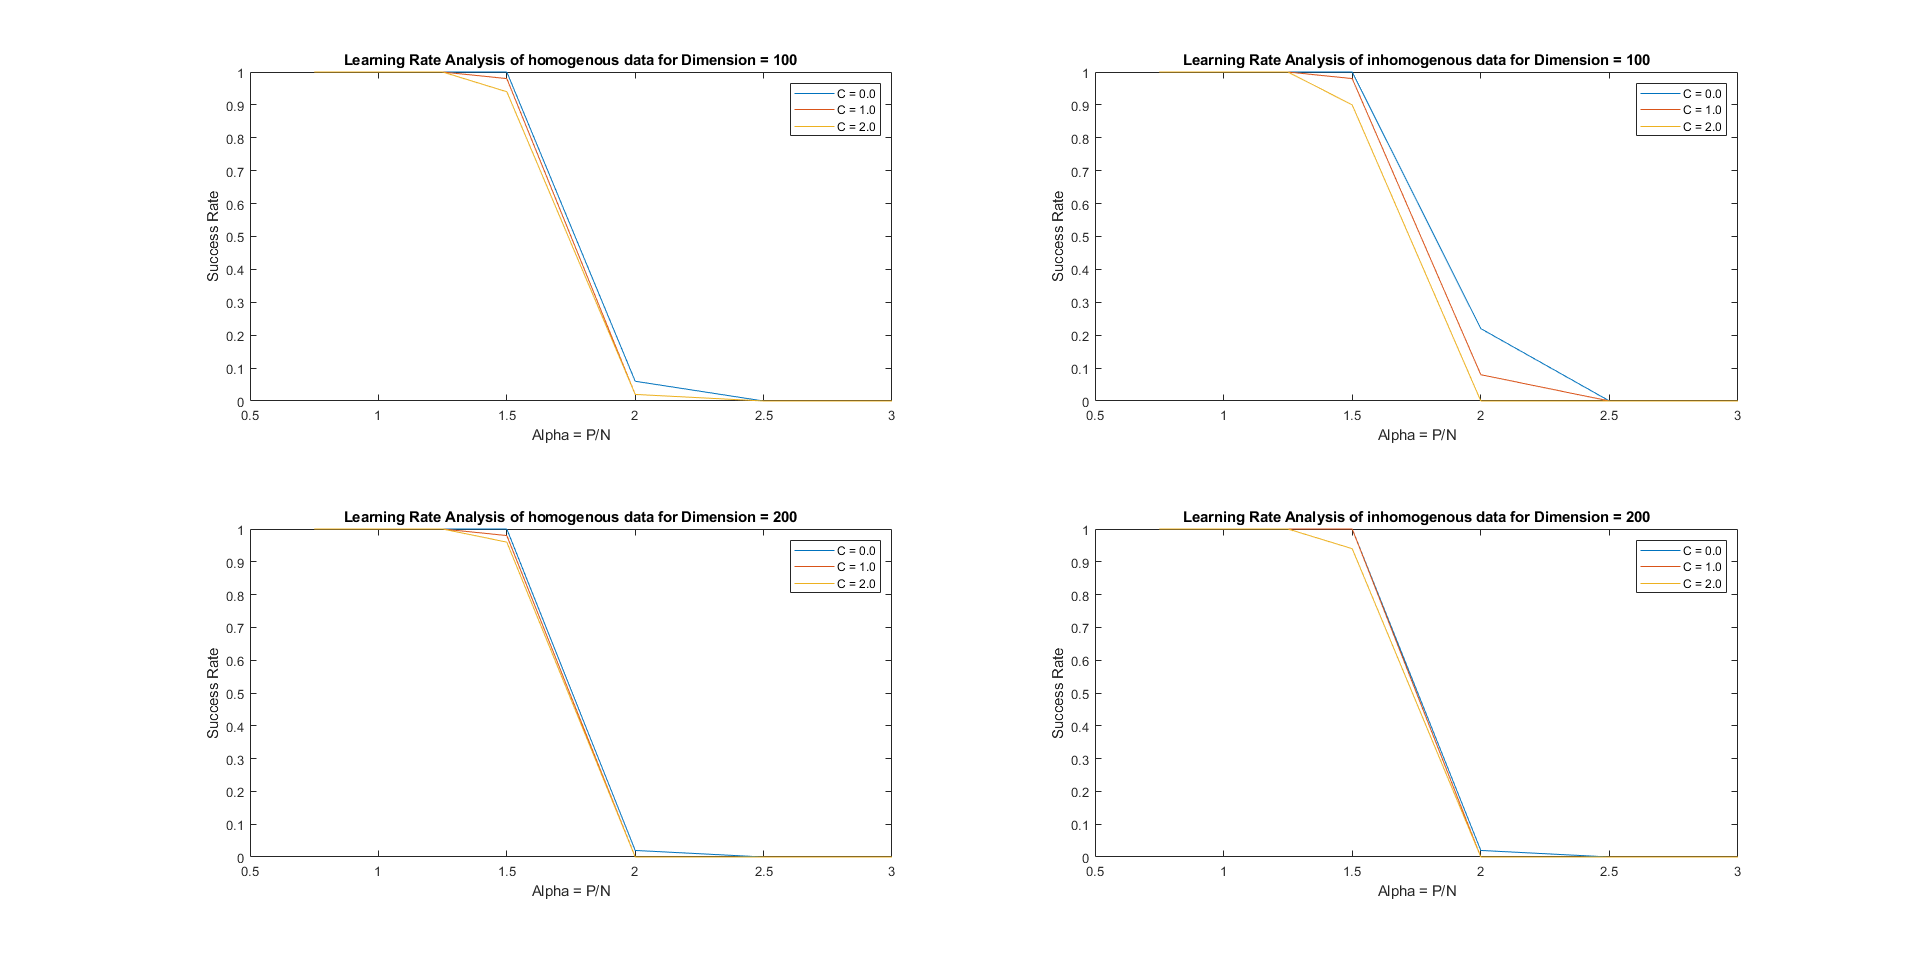 Learning Rate Analysis of homogenous data for Dimension = 100
1
0.9
0.8
0.7
0.6
0.5
0.4
0.3
0.2
0.1
0
Success Rate
0.5 1 1.5 2 2.5 3
Alpha = P/N
C = 0.0
C = 1.0
C = 2.0
Learning Rate Analysis of inhomogenous data for Dimension = 100
1
0.9
0.8
0.7
0.6
0.5
0.4
0.3
0.2
0.1
0
Success Rate
0.5 1 1.5 2 2.5 3
Alpha = P/N
C = 0.0
C = 1.0
C = 2.0
Learning Rate Analysis of homogenous data for Dimension = 200
1
0.9
0.8
0.7
0.6
0.5
0.4
0.3
0.2
0.1
0
Success Rate
0.5 1 1.5 2 2.5 3
Alpha = P/N
C = 0.0
C = 1.0
C = 2.0
Learning Rate Analysis of inhomogenous data for Dimension = 200
1
0.9
0.8
0.7
0.6
0.5
0.4
0.3
0.2
0.1
0
Success Rate
0.5 1 1.5 2 2.5 3
Alpha = P/N
C = 0.0
C = 1.0
C = 2.0